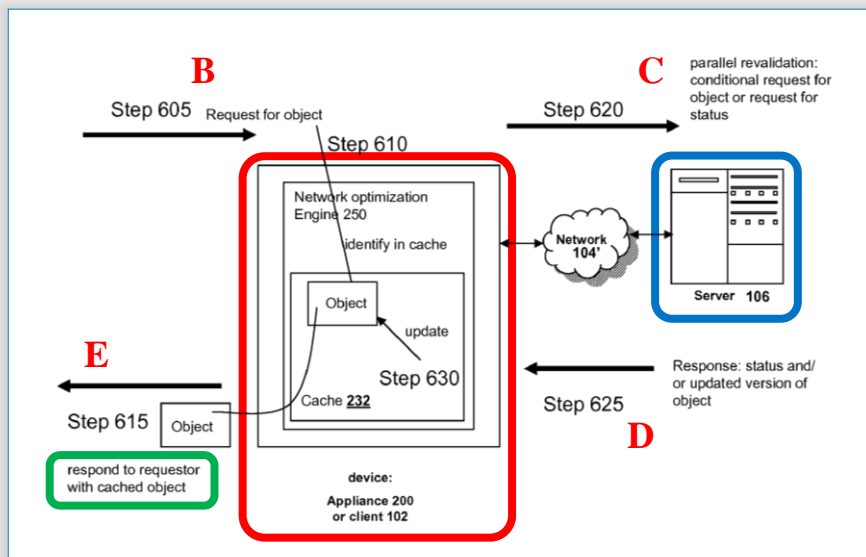 B
Step 605
Request for object
Step 610
C
Step 620
parallel revalidation:
conditional request for
object or request for
status
Network optimization
Engine 250
identify in cache
Object
update
Step 630
Cache 232
Network
104'
Server 106
E
Step 615
Object
respond to requestor
with cached object
Response: status and/
or updated version of
object
Step 625
D
device:
Appliance 200
or client 102